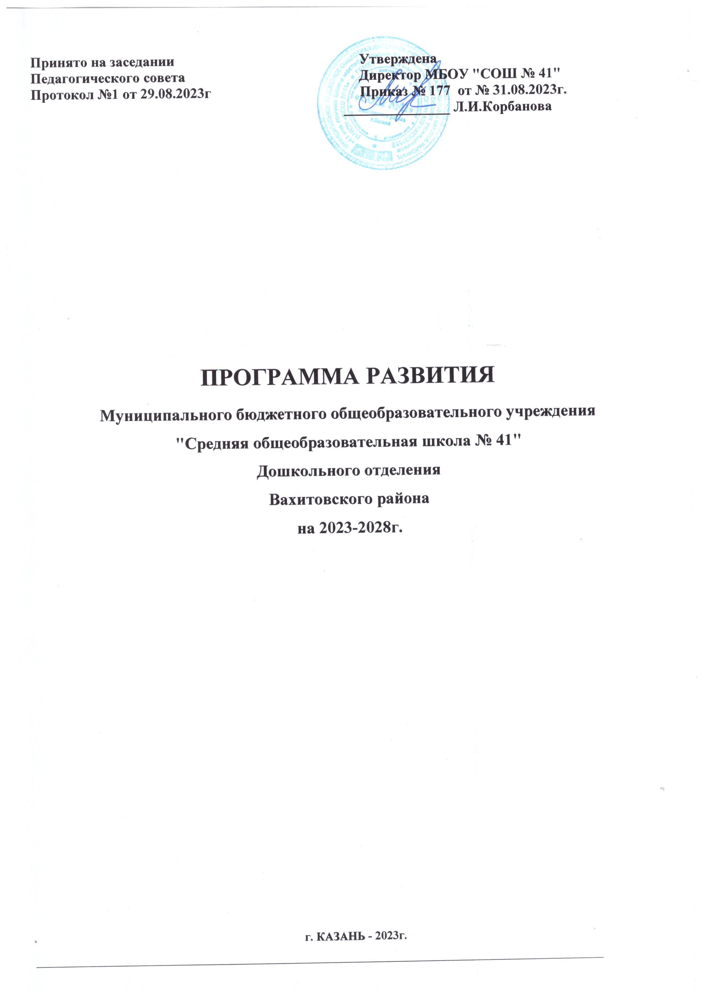 Принято на заседании
Педагогического совета
Протокол №1 от 29.08.2023г
Утверждена
Директор МБОУ "СОШ № 41"
Приказ № 177 от № 31.08.2023г.
Л.И.Корбанова
ПРОГРАММА РАЗВИТИЯ
Муниципального бюджетного общеобразовательного учреждения
"Средняя общеобразовательная школа № 41"
Дошкольного отделения
Вахитовского района
на 2023-2028г.
г. КАЗАНЬ - 2023г.